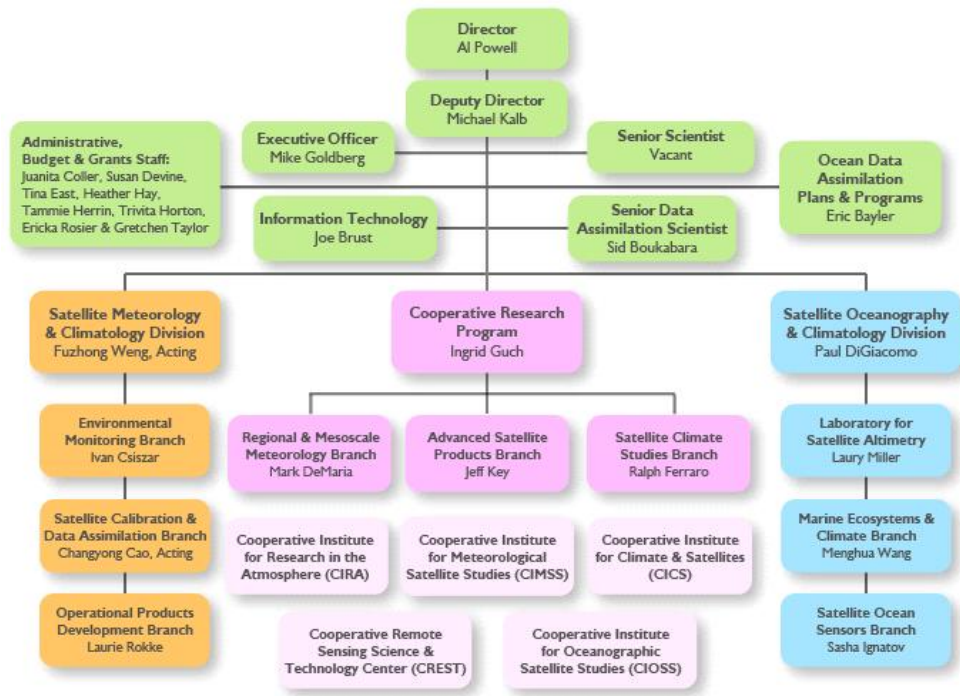 Director
Al Powell
Deputy Director
Michael Kalb
Administrative,
Budget & Grants Staff:
Juanita Coller, Susan Devine,
Tina East, Heather Hay,
Tammie Herrin, Trivita Horton,
Ericka Rosier & Gretchen Taylor
Executive Officer
Mike Goldberg
Senior Scientist
Vacant
Ocean Data
Assimilation
Plans & Programs
Eric Bayler
Information Technology
Joe Brust
Senior Data
Assimilation Scientist
Sid Boukabara
Satellite Meteorology
& Climatology Division
Fuzhong Weng, Acting
Cooperative Research
Program
Ingrid Guch
Satellite Oceanography
& Climatology Division
Paul DiGiacomo
Environmental
Monitoring Branch
Ivan Csiszar
Regional & Mesoscale
Meteorology Branch
Mark DeMaria
Advanced Satellite
Products Branch
Jeff Key
Satellite Climate
Studies Branch
Ralph Ferraro
Laboratory for
Satellite Altimetry
Laury Miller
Satellite Calibration &
Data Assimilation Branch
Changyong Cao, Acting
Cooperative Institute
for Research in the
Atmosphere (CIRA)
Cooperative Institute
for Meteorological
Satellite Studies (CIMSS)
Cooperative Institute
for Climate & Satellites
(CICS)
Marine Ecosystems &
Climate Branch
Menghua Wang
Operational Products
Development Branch
Laurie Rokke
Cooperative Remote
Sensing Science &
Technology Center (CREST)
Cooperative Institute
for Oceanographic
Satellite Studies (CIOSS)
Satellite Ocean
Sensors Branch
Sasha Ignatov